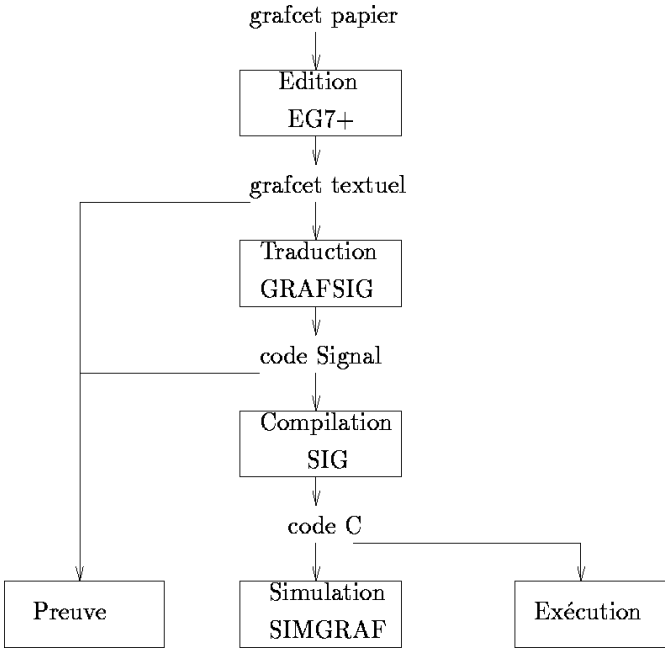 grafcet papier
Edition
EG7+
grafcet textuel
Traduction
GRAFSIG
code Signal
Compilation
SIG
code C
Preuve
Simulation
SIMGRAF
Exécution